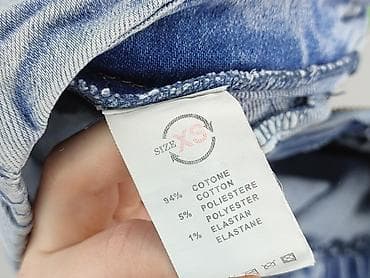 SIZE XS
94% COTONE
COTTON
5% POLIESTERE
POLYESTER
1% ELASTAN
ELASTANE